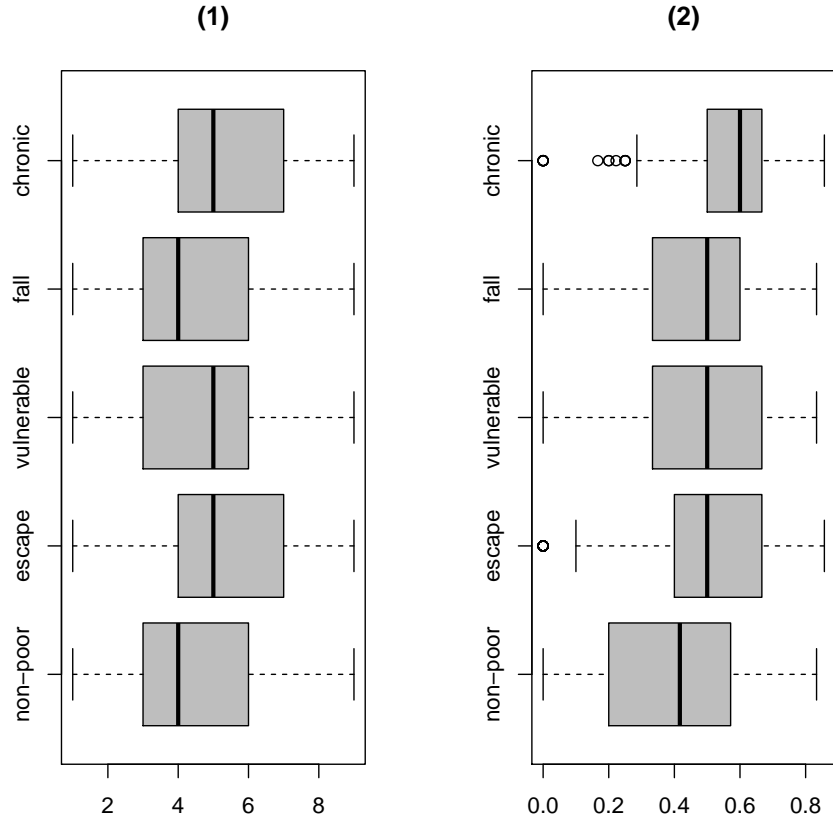 (1)
chronic
fall
vulnerable
escape
non−poor
2 4 6 8
(2)
chronic
fall
vulnerable
escape
non−poor
0.0 0.2 0.4 0.6 0.8